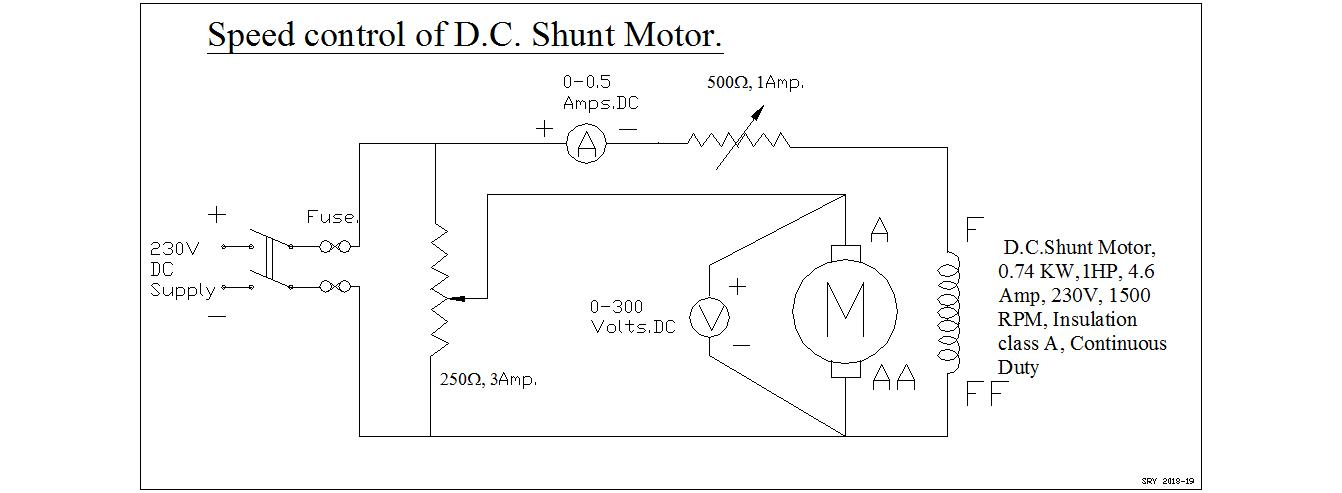 Speed control of D.C. Shunt Motor.
0-0.5
Amps.DC
500Ω, 1Amp.
+
A
−
+
Fuse.
230V
DC
Supply
−
250Ω, 3Amp.
0-300
Volts.DC
+
V
−
A
M
AA
F
FF
D.C.Shunt Motor,
0.74 KW,1HP, 4.6
Amp, 230V, 1500
RPM, Insulation
class A, Continuous
Duty
SRY 2018-19